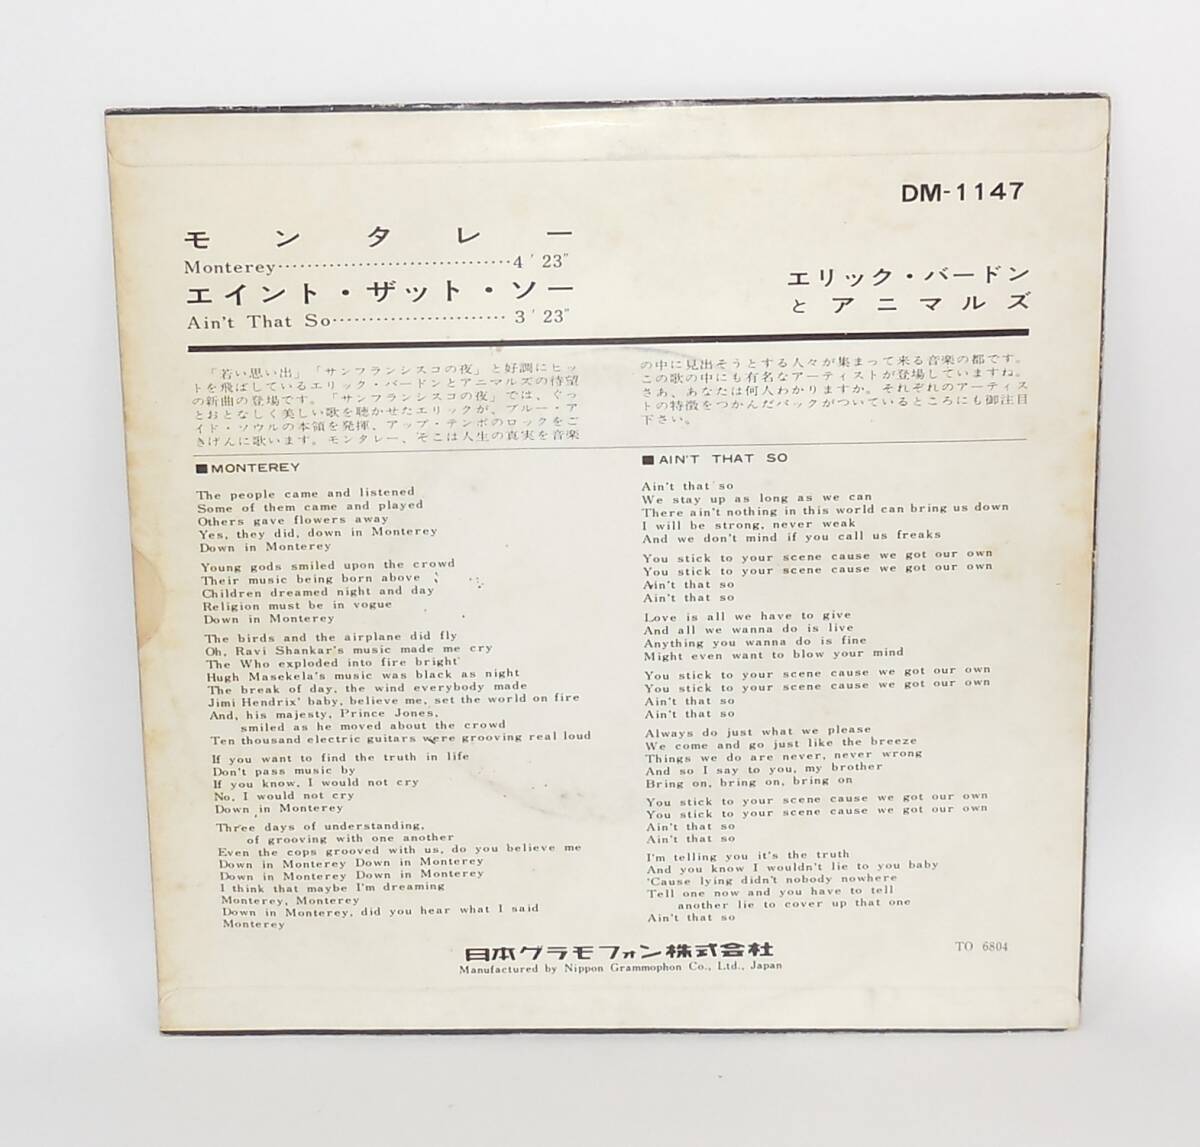 DM-1147
モンタレー
Monterey································4′23″
エイント・ザット・ソー
Ain't That So························3′23″
エリック・バードン
とアニマルズ
「若い思い出」「サンフランシスコの夜」と好調にヒッ
トを飛ばしているエリック・バードンとアニマルズの待望
の新曲の登場です。「サンフランシスコの夜」では、ぐっ
とおとなしく美しい歌を聴かせたエリックが、ブルー・ア
イド・ソウルの本領を発揮、アップ・テンポのロックをご
きげんに歌います。モンタレー、そこは人生の真実を音楽
の中に見出そうとする人々が集まって来る音楽の都です。
この歌の中にも有名なアーティストが登場していますね。
さあ、あなたは何人わかりますか。それぞれのアーティス
トの特徴をつかんだバックがついているところにも御注目
下さい。
■MONTEREY
The people came and listened
Some of them came and played
Others gave flowers away
Yes, they did, down in Monterey
Down in Monterey
Young gods smiled upon the crowd
Their music being born above
Children dreamed night and day
Religion must be in vogue
Down in Monterey
The birds and the airplane did fly
Oh, Ravi Shankar's music made me cry
The Who exploded into fire bright
Hugh Masekela's music was black as night
The break of day, the wind everybody made
Jimi Hendrix' baby, believe me, set the world on fire
And, his majesty, Prince Jones,
smiled as he moved about the crowd
Ten thousand electric guitars were grooving real loud
If you want to find the truth in life
Don't pass music by
If you know, I would not cry
No, I would not cry
Down in Monterey
Three days of understanding,
of grooving with one another
Even the cops grooved with us, do you believe me
Down in Monterey Down in Monterey
Down in Monterey Down in Monterey
I think that maybe I'm dreaming
Monterey, Monterey
Down in Monterey, did you hear what I said
Monterey
■AIN'T THAT SO
Ain't that so
We stay up as long as we can
There ain't nothing in this world can bring us down
I will be strong, never weak
And we don't mind if you call us freaks
You stick to your scene cause we got our own
You stick to your scene cause we got our own
Ain't that so
Ain't that so
Love is all we have to give
And all we wanna do is live
Anything you wanna do is fine
Might even want to blow your mind
You stick to your scene cause we got our own
You stick to your scene cause we got our own
Ain't that so
Ain't that so
Always do just what we please
We come and go just like the breeze
Things we do are never, never wrong
And so I say to you, my brother
Bring on, bring on, bring on
You stick to your scene cause we got our own
You stick to your scene cause we got our own
Ain't that so
Ain't that so
I'm telling you it's the truth
And you know I wouldn't lie to you baby
'Cause lying didn't nobody nowhere
Tell one now and you have to tell
another lie to cover up that one
Ain't that so
日本グラモフォン株式会社
Manufactured by Nippon Grammophon Co., Ltd., Japan
TO 6804